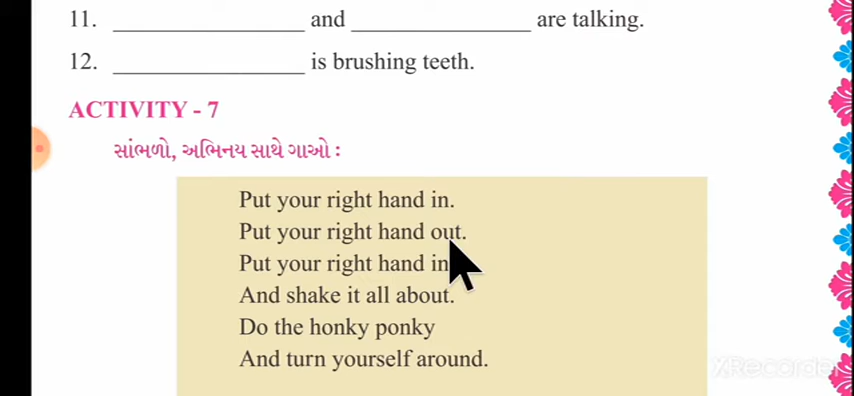 11. ________________ and ________________ are talking.
12. ________________ is brushing teeth.
ACTIVITY - 7
સાંભળો, અભિનય સાથે ગાઓ :
Put your right hand in.
Put your right hand out.
Put your right hand in
And shake it all about.
Do the honky ponky
And turn yourself around.
XRecorder